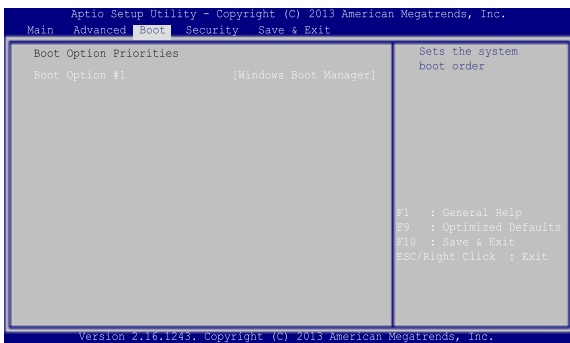 Aptio Setup Utility - Copyright (C) 2013 American Megatrends, Inc.
Main Advanced Boot Security Save & Exit
Boot Option Priorities
Boot Option #1 [Windows Boot Manager]
Sets the system
boot order
F1 : General Help
F9 : Optimized Defaults
F10 : Save & Exit
ESC/Right Click : Exit
Version 2.16.1243. Copyright (C) 2013 American Megatrends, Inc.